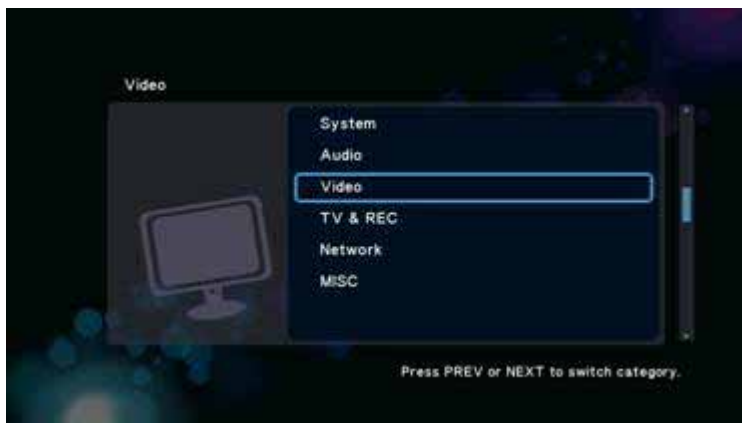 Video
System
Audio
Video
TV & REC
Network
MISC
Press PREV or NEXT to switch category.